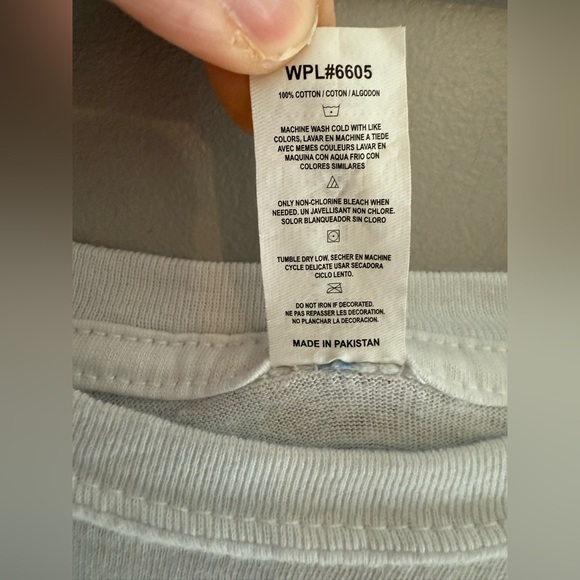 WPL#6605
100% COTTON / COTON / ALGODON
MACHINE WASH COLD WITH LIKE
COLORS, LAVAR EN MACHINE A TIEDE
AVEC MEMES COULEURS LAVAR EN
MAQUINA CON AQUA FRIO CON
COLORES SIMILARES
ONLY NON-CHLORINE BLEACH WHEN
NEEDED. UN JAVELLISANT NON CHLORE.
SOLOR BLANQUEADOR SIN CLORO
TUMBLE DRY LOW, SECHER EN MACHINE
CYCLE DELICATE USAR SECADORA
CICLO LENTO.
DO NOT IRON IF DECORATED.
NE PAS REPASSER LES DECORATION.
NO PLANCHAR LA DECORACION.
MADE IN PAKISTAN